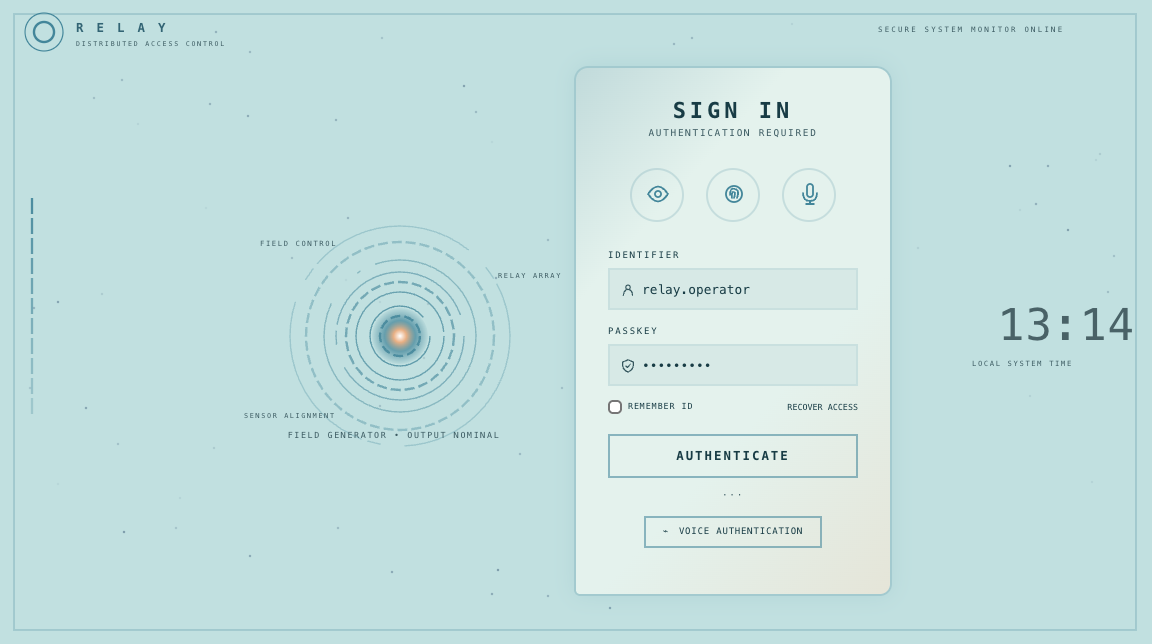 RELAY
DISTRIBUTED ACCESS CONTROL
SECURE SYSTEM MONITOR ONLINE
FIELD CONTROL
RELAY ARRAY
SENSOR ALIGNMENT
FIELD GENERATOR • OUTPUT NOMINAL
SIGN IN
AUTHENTICATION REQUIRED
IDENTIFIER
relay.operator
PASSKEY
•••••••••
REMEMBER ID
RECOVER ACCESS
AUTHENTICATE
...
⌁ VOICE AUTHENTICATION
13:14
LOCAL SYSTEM TIME